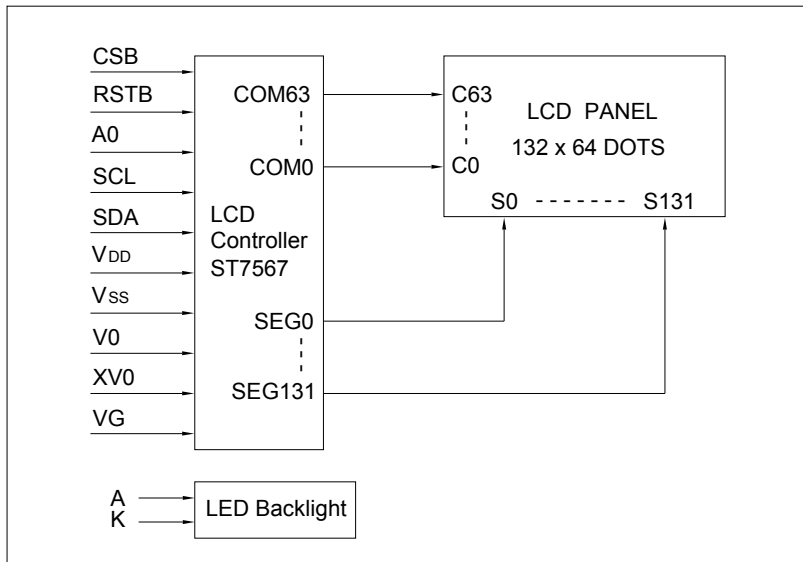 CSB
RSTB
A0
SCL
SDA
VDD
VSS
V0
XV0
VG
COM63
COM0
LCD
Controller
ST7567
SEG0
SEG131
C63
C0
LCD PANEL
132 x 64 DOTS
S0 ------- S131
A
K
LED Backlight